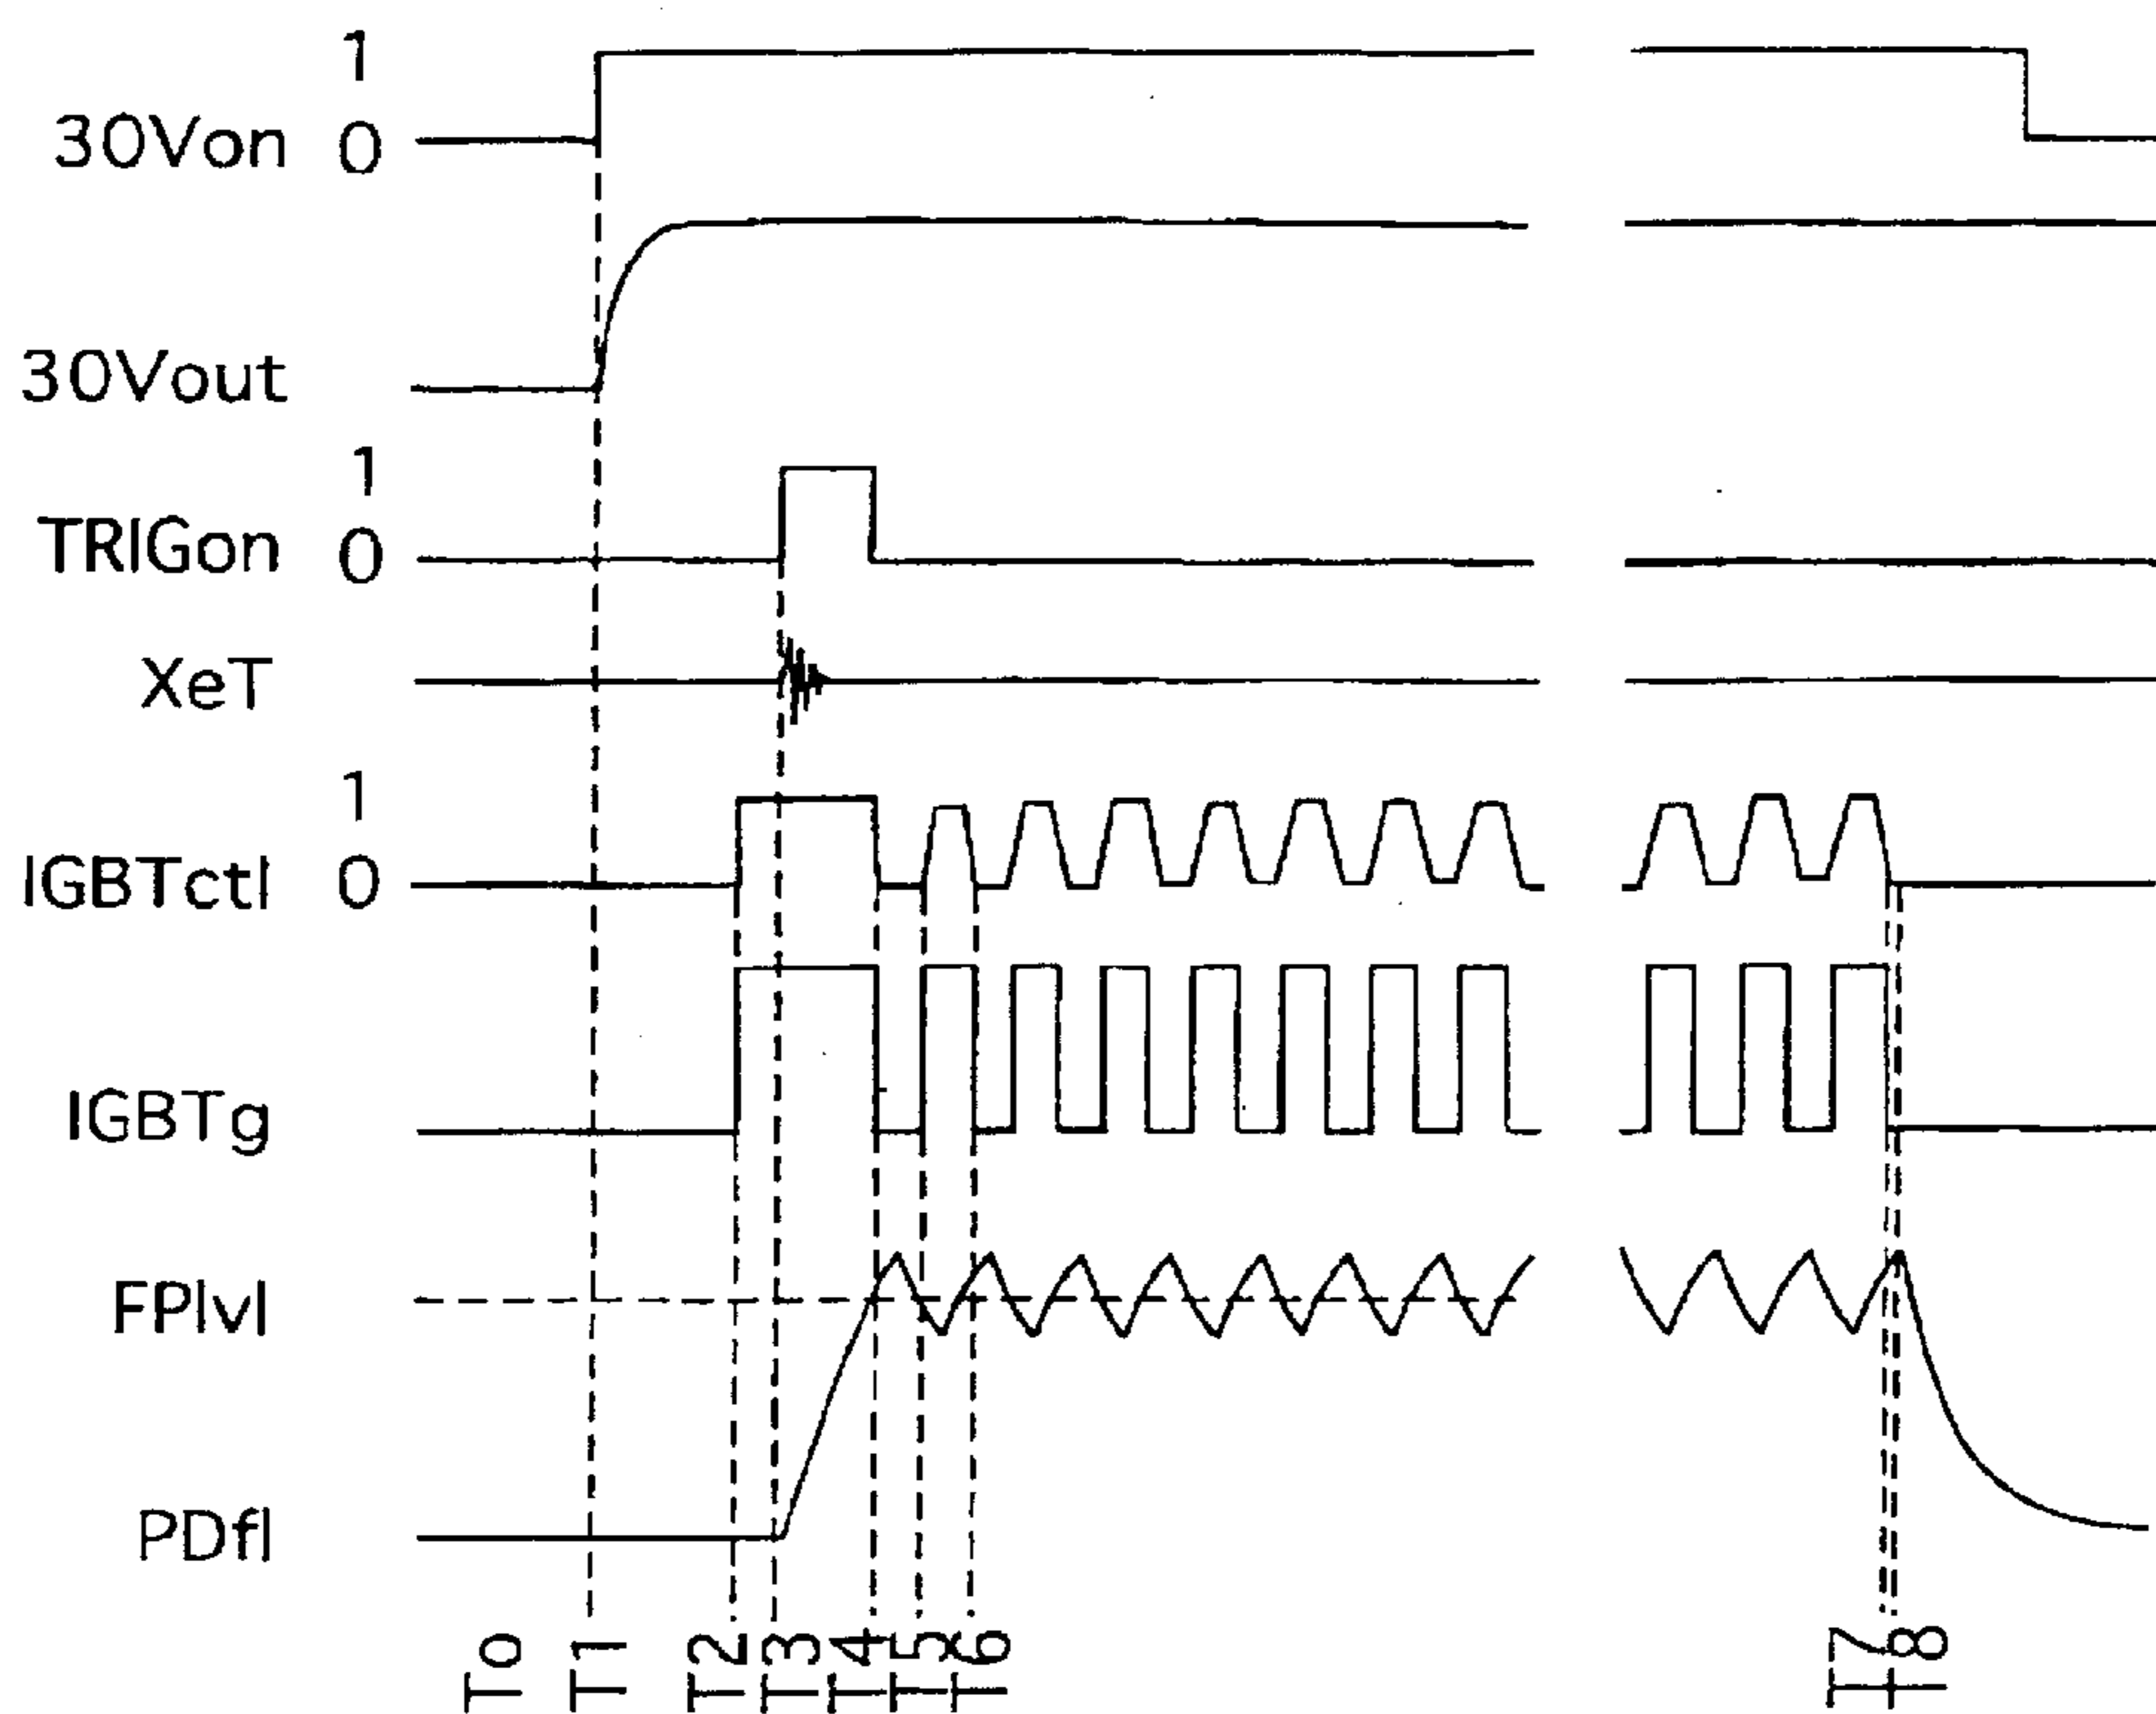 1
30Von 0
30Vout
1
TRIGon 0
XeT
1
IGBTctl 0
IGBTg
FPlvl
PDfl
T0 T1 T2 T3 T4 T5 T6 T7 T8